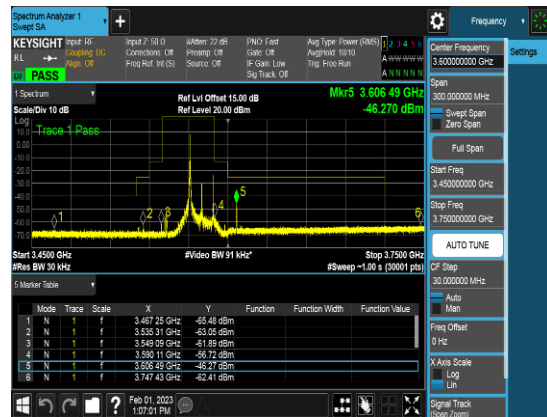 Spectrum Analyzer 1
Swept SA
+
Frequency
KEYSIGHT Input: RF
RL
Coupling: DC
Align: Off
Input Z: 50 Ω
Corrections: Off
Freq Ref: Int (S)
#Atten: 22 dB
Preamp: Off
Source: Off
PNO: Fast
Gate: Off
IF Gain: Low
Sig Track: Off
Avg Type: Power (RMS)
Avg|Hold: 10/10
Trig: Free Run
1 2 3 4 5 6
A W W W W W
A N N N N N
LNI PASS
1 Spectrum
Scale/Div 10 dB
Ref Lvl Offset 15.00 dB
Ref Level 20.00 dBm
Mkr5 3.606 49 GHz
-46.270 dBm
Log
Trace 1 Pass
10.0
0.00
-10.0
-20.0
-30.0
-40.0
-50.0
-60.0
-70.0
1
2
3
4
5
6
Start 3.4500 GHz
#Res BW 30 kHz
#Video BW 91 kHz*
Stop 3.7500 GHz
#Sweep ~1.00 s (30001 pts)
5 Marker Table
Mode Trace Scale X Y Function Function Width Function Value
1 N 1 f 3.467 25 GHz -65.48 dBm
2 N 1 f 3.535 31 GHz -63.05 dBm
3 N 1 f 3.549 09 GHz -61.89 dBm
4 N 1 f 3.590 11 GHz -56.72 dBm
5 N 1 f 3.606 49 GHz -46.27 dBm
6 N 1 f 3.747 43 GHz -62.41 dBm
Feb 01, 2023
1:07:01 PM
?
Center Frequency
3.600000000 GHz
Settings
Span
300.000000 MHz
Swept Span
Zero Span
Full Span
Start Freq
3.450000000 GHz
Stop Freq
3.750000000 GHz
AUTO TUNE
CF Step
30.000000 MHz
Auto
Man
Freq Offset
0 Hz
X Axis Scale
Log
Lin
Signal Track
(Span Zoom)